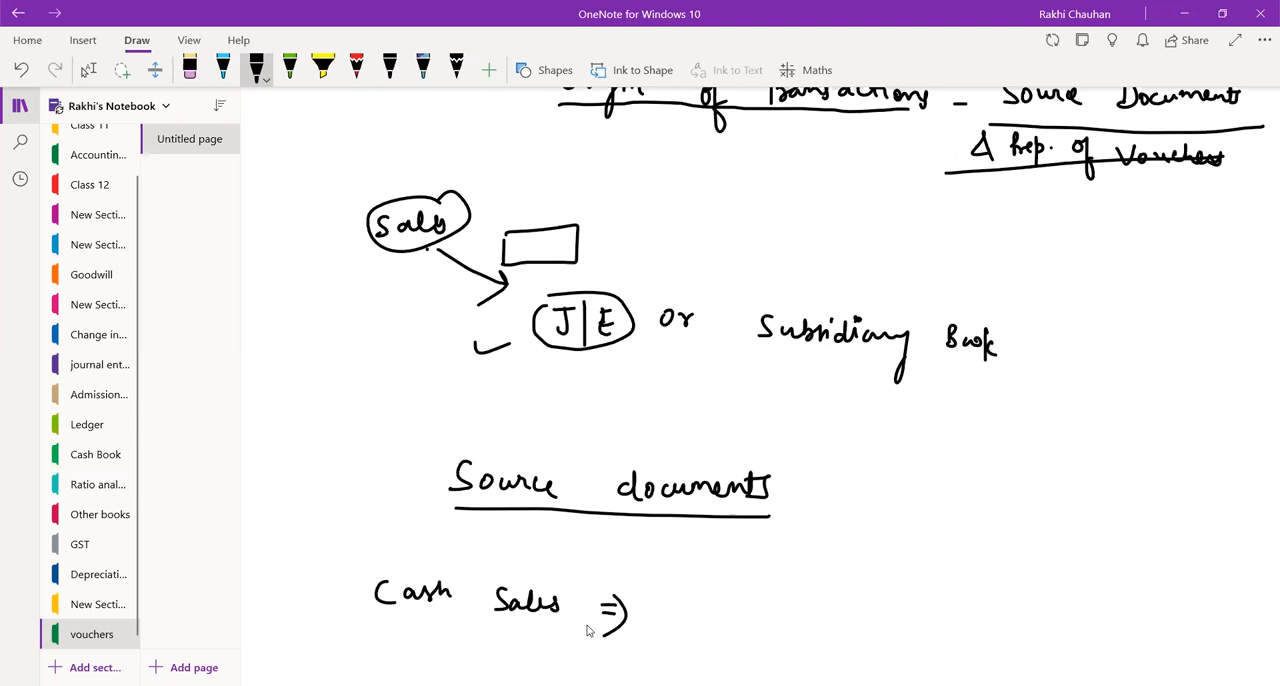 OneNote for Windows 10
Rakhi Chauhan
Home Insert Draw View Help
Share
Shapes Ink to Shape Ink to Text Maths
Rakhi's Notebook
Untitled page
Class 11
Accountin...
Class 12
New Secti...
New Secti...
Goodwill
New Secti...
Change in...
journal ent...
Admission...
Ledger
Cash Book
Ratio anal...
Other books
GST
Depreciati...
New Secti...
vouchers
Add sect...
Add page
of Transactions - Source Documents
& Prep. of Vouchers
Sales
J|E or Subsidiary Book
Source documents
Cash Sales =>